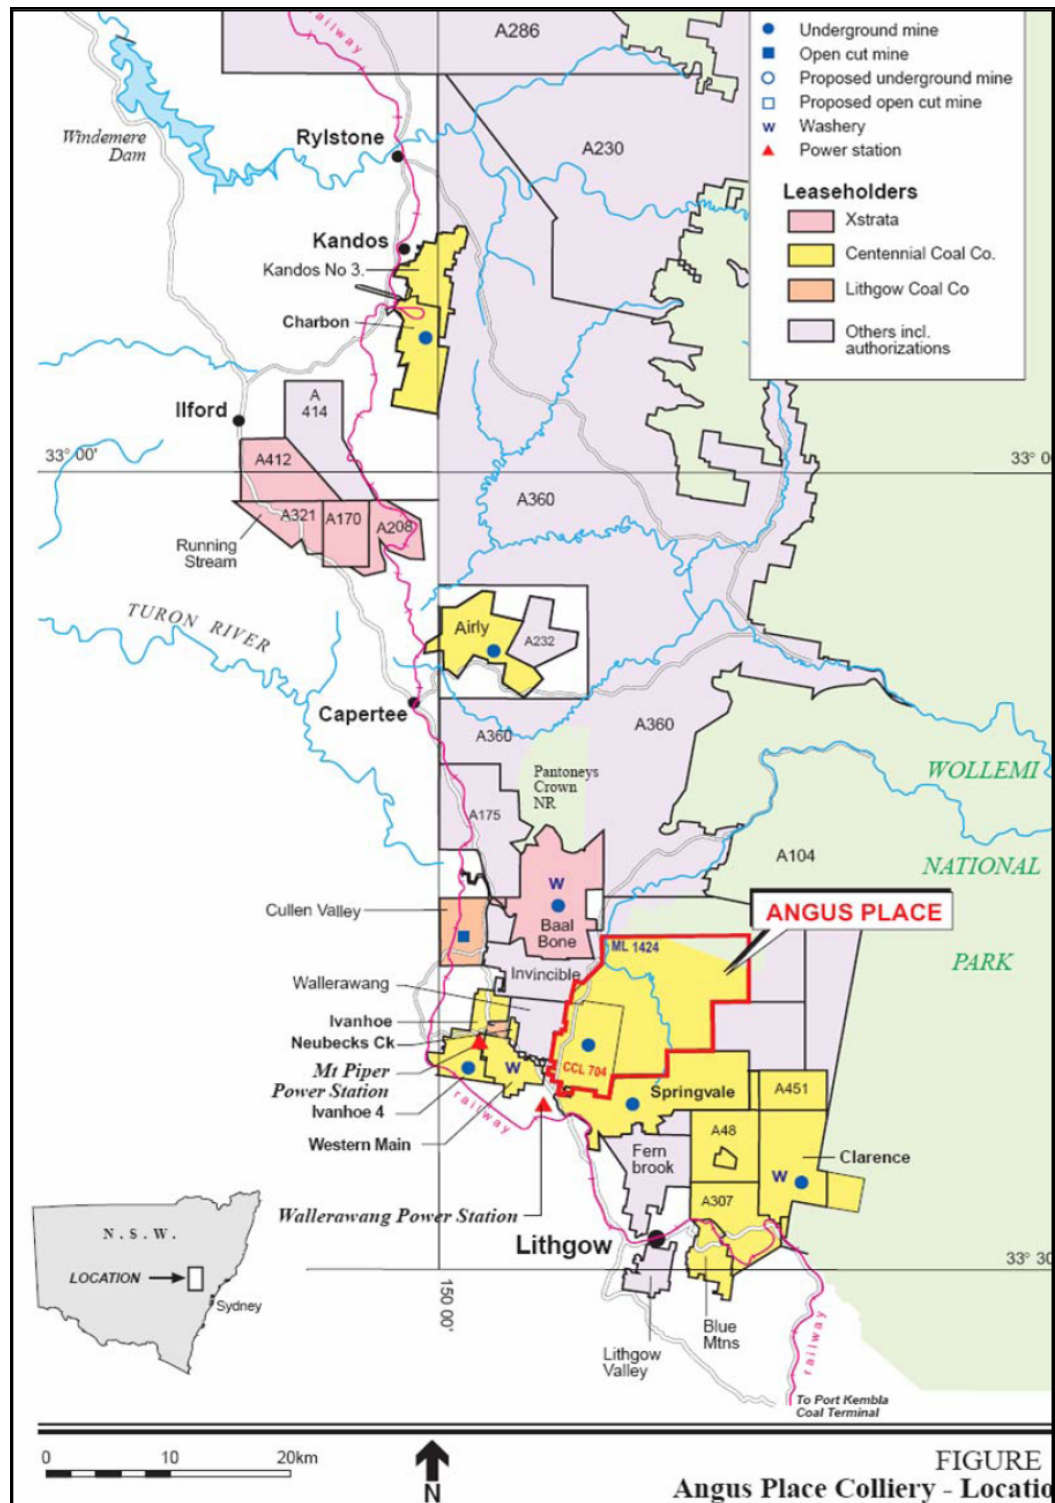 railway
A286
Underground mine
Open cut mine
Proposed underground mine
Proposed open cut mine
W Washery
Power station
Leaseholders
Xstrata
Centennial Coal Co.
Lithgow Coal Co
Others incl.
authorizations
Windemere
Dam
Rylstone
A230
Kandos
Kandos No 3.
Charbon
Ilford
A
414
33° 00'
33° 0
A412
A321
A170
A208
A360
Running
Stream
TURON RIVER
Airly
A232
Capertee
A360
A360
WOLLEMI
Pantoneys
Crown
NR
A175
A104
NATIONAL
W
Baal
Bone
Cullen Valley
ANGUS PLACE
ML 1424
PARK
Invincible
Wallerawang
Ivanhoe
Neubecks Ck
Mt Piper
Power Station
Ivanhoe 4
W
CCL 704
railway
Springvale
A451
Western Main
A48
Fern
brook
Clarence
W
A307
Wallerawang Power Station
Lithgow
N.S.W.
LOCATION
Sydney
150 00'
33° 30
Blue
Mtns
Lithgow
Valley
railway
To Port Kembla
Coal Terminal
0 10 20km
N
FIGURE
Angus Place Colliery - Locatio